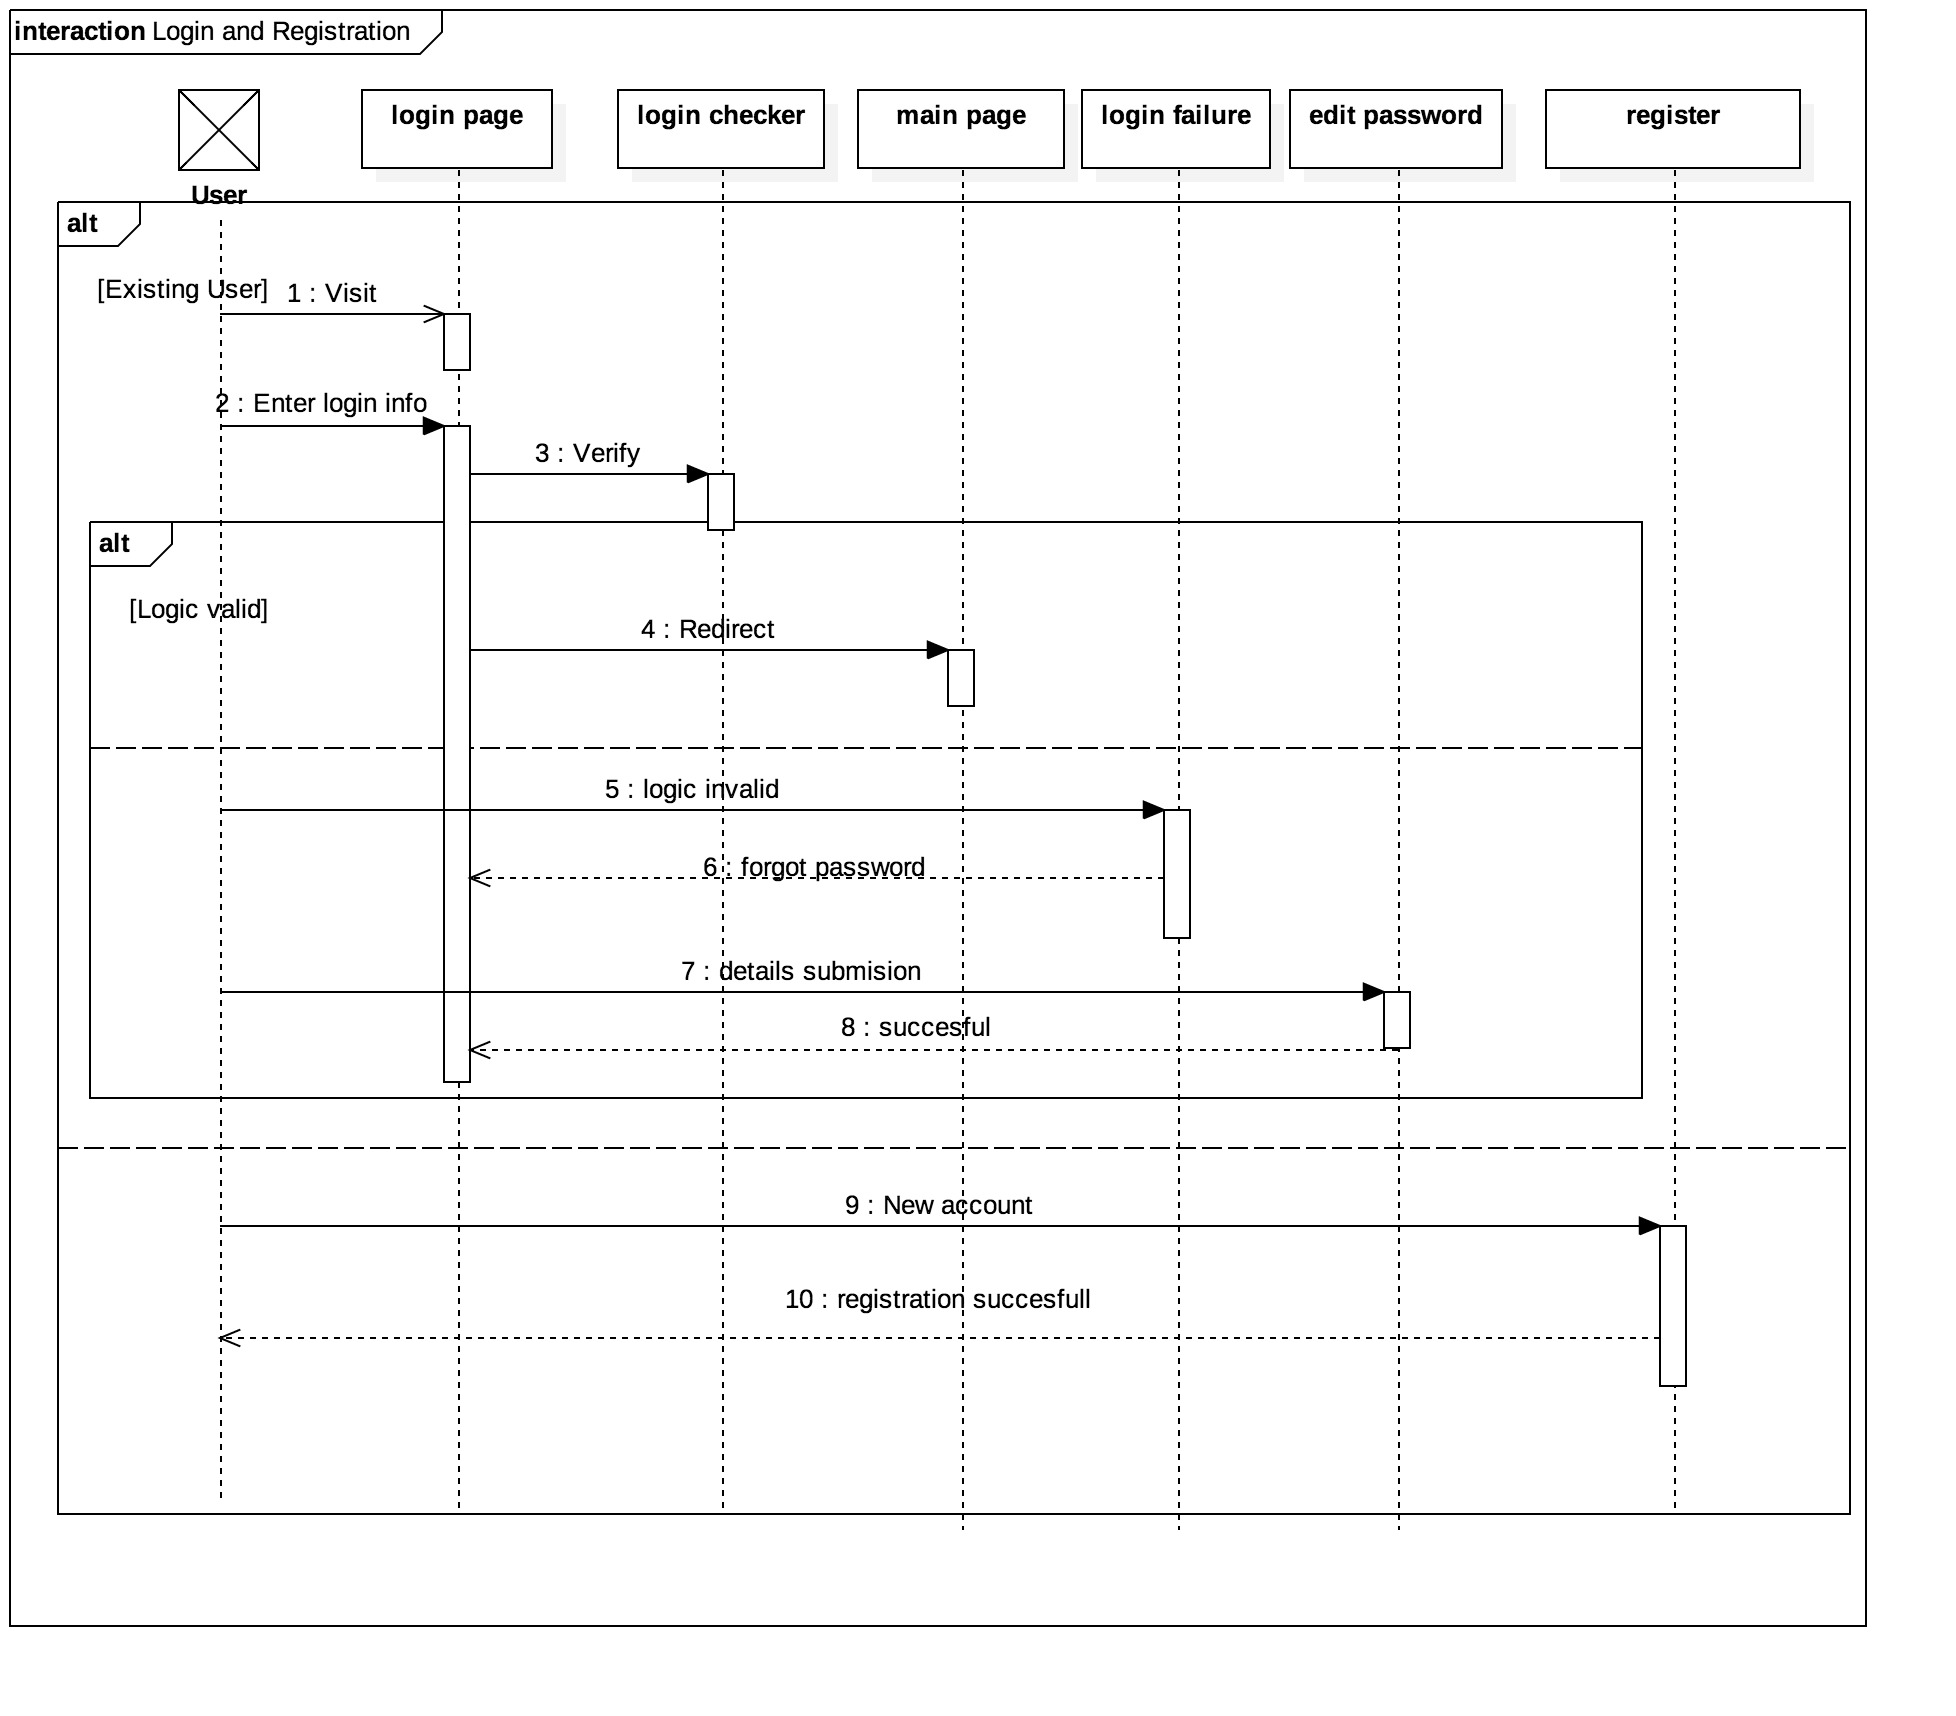 interaction Login and Registration
login page
login checker
main page
login failure
edit password
register
User
alt
[Existing User]
1 : Visit
2 : Enter login info
3 : Verify
alt
[Logic valid]
4 : Redirect
5 : logic invalid
6 : forgot password
7 : details submision
8 : succesful
9 : New account
10 : registration succesfull